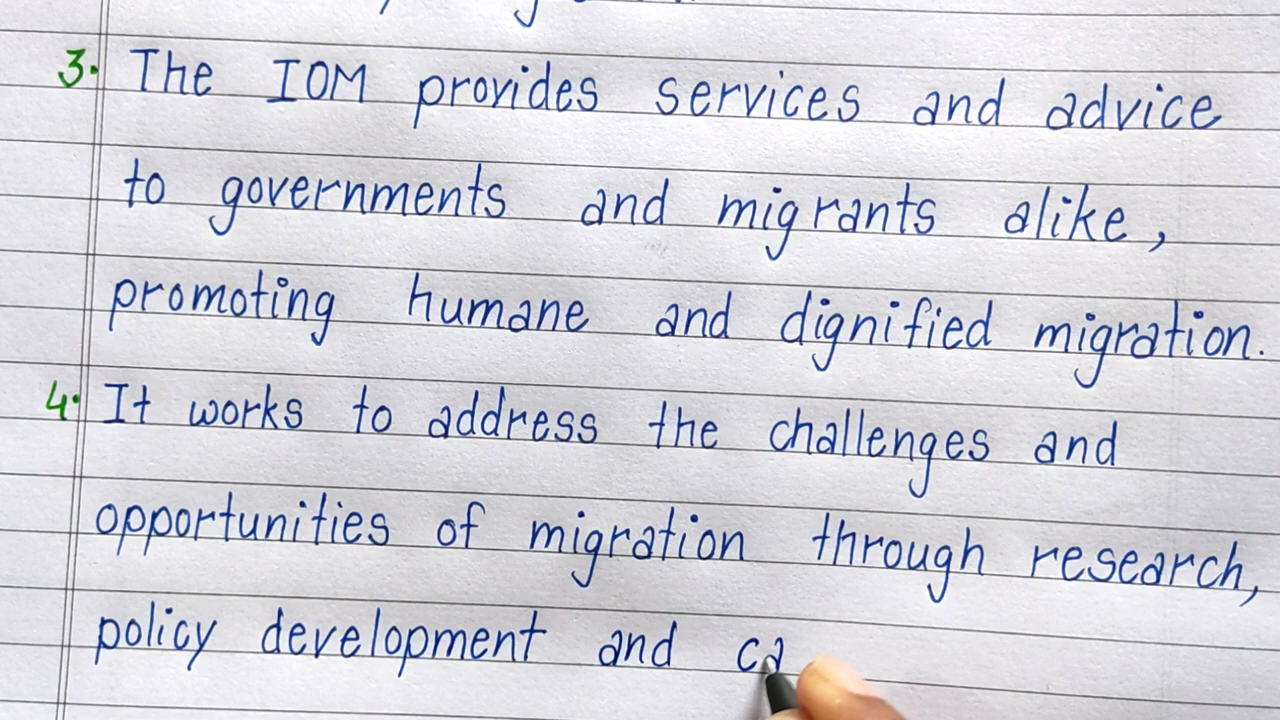 3. The IOM provides services and advice
to governments and migrants alike,
promoting humane and dignified migration.
4. It works to address the challenges and
opportunities of migration through research,
policy development and ca